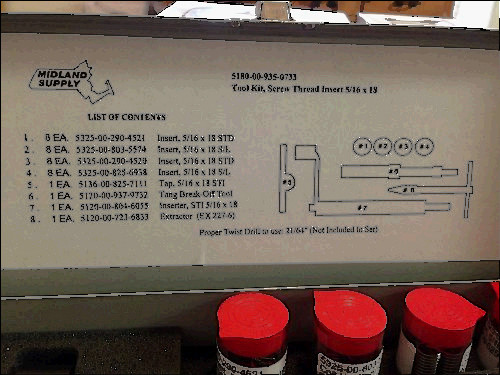 MIDLAND
SUPPLY
5180-00-935-0733
Tool Kit, Screw Thread Insert 5/16 x 18
LIST OF CONTENTS
1. 8 EA. 5325-00-290-4521 Insert, 5/16 x 18 STD
2. 8 EA. 5325-00-803-5574 Insert, 5/16 x 18 S/L
3. 8 EA. 5325-00-290-4520 Insert, 5/16 x 18 STD
4. 8 EA. 5325-00-825-6938 Insert, 5/16 x 18 S/L
5. 1 EA. 5136-00-825-7111 Tap, 5/16 x 18 STI
6. 1 EA. 5120-00-937-9732 Tang Break Off Tool
7. 1 EA. 5120-00-864-6055 Inserter, STI 5/16 x 18
8. 1 EA. 5120-00-723-6833 Extractor (EX 227-6)
#1 #2 #3 #4
#5
#6
#8
#7
Proper Twist Drill to use: 21/64" (Not Included in Set)